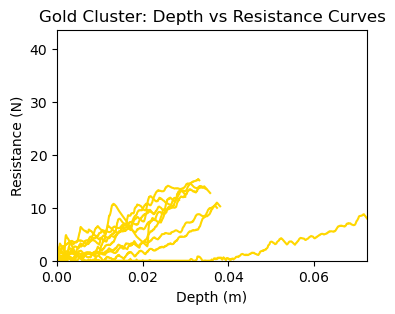 Gold Cluster: Depth vs Resistance Curves
40
30
20
10
0
Resistance (N)
0.00 0.02 0.04 0.06
Depth (m)